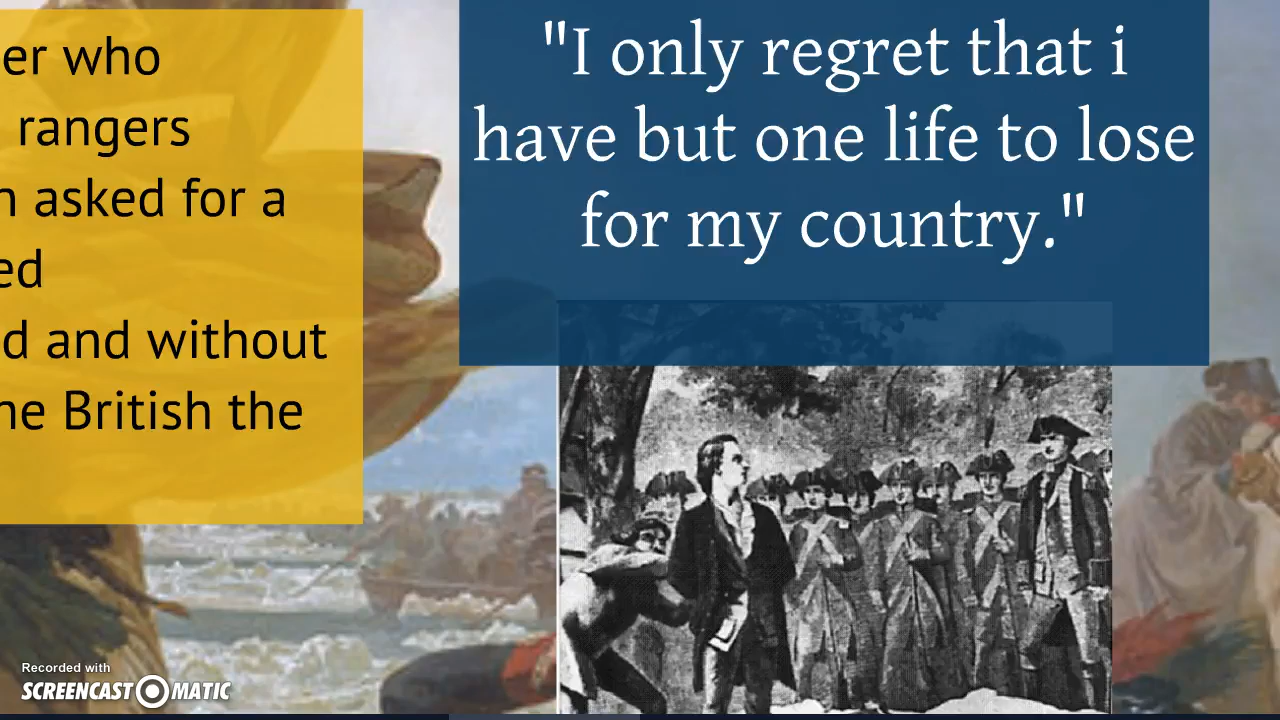 er who
rangers
n asked for a
ed
d and without
he British the
"I only regret that i
have but one life to lose
for my country."
Recorded with
SCREENCAST MATIC